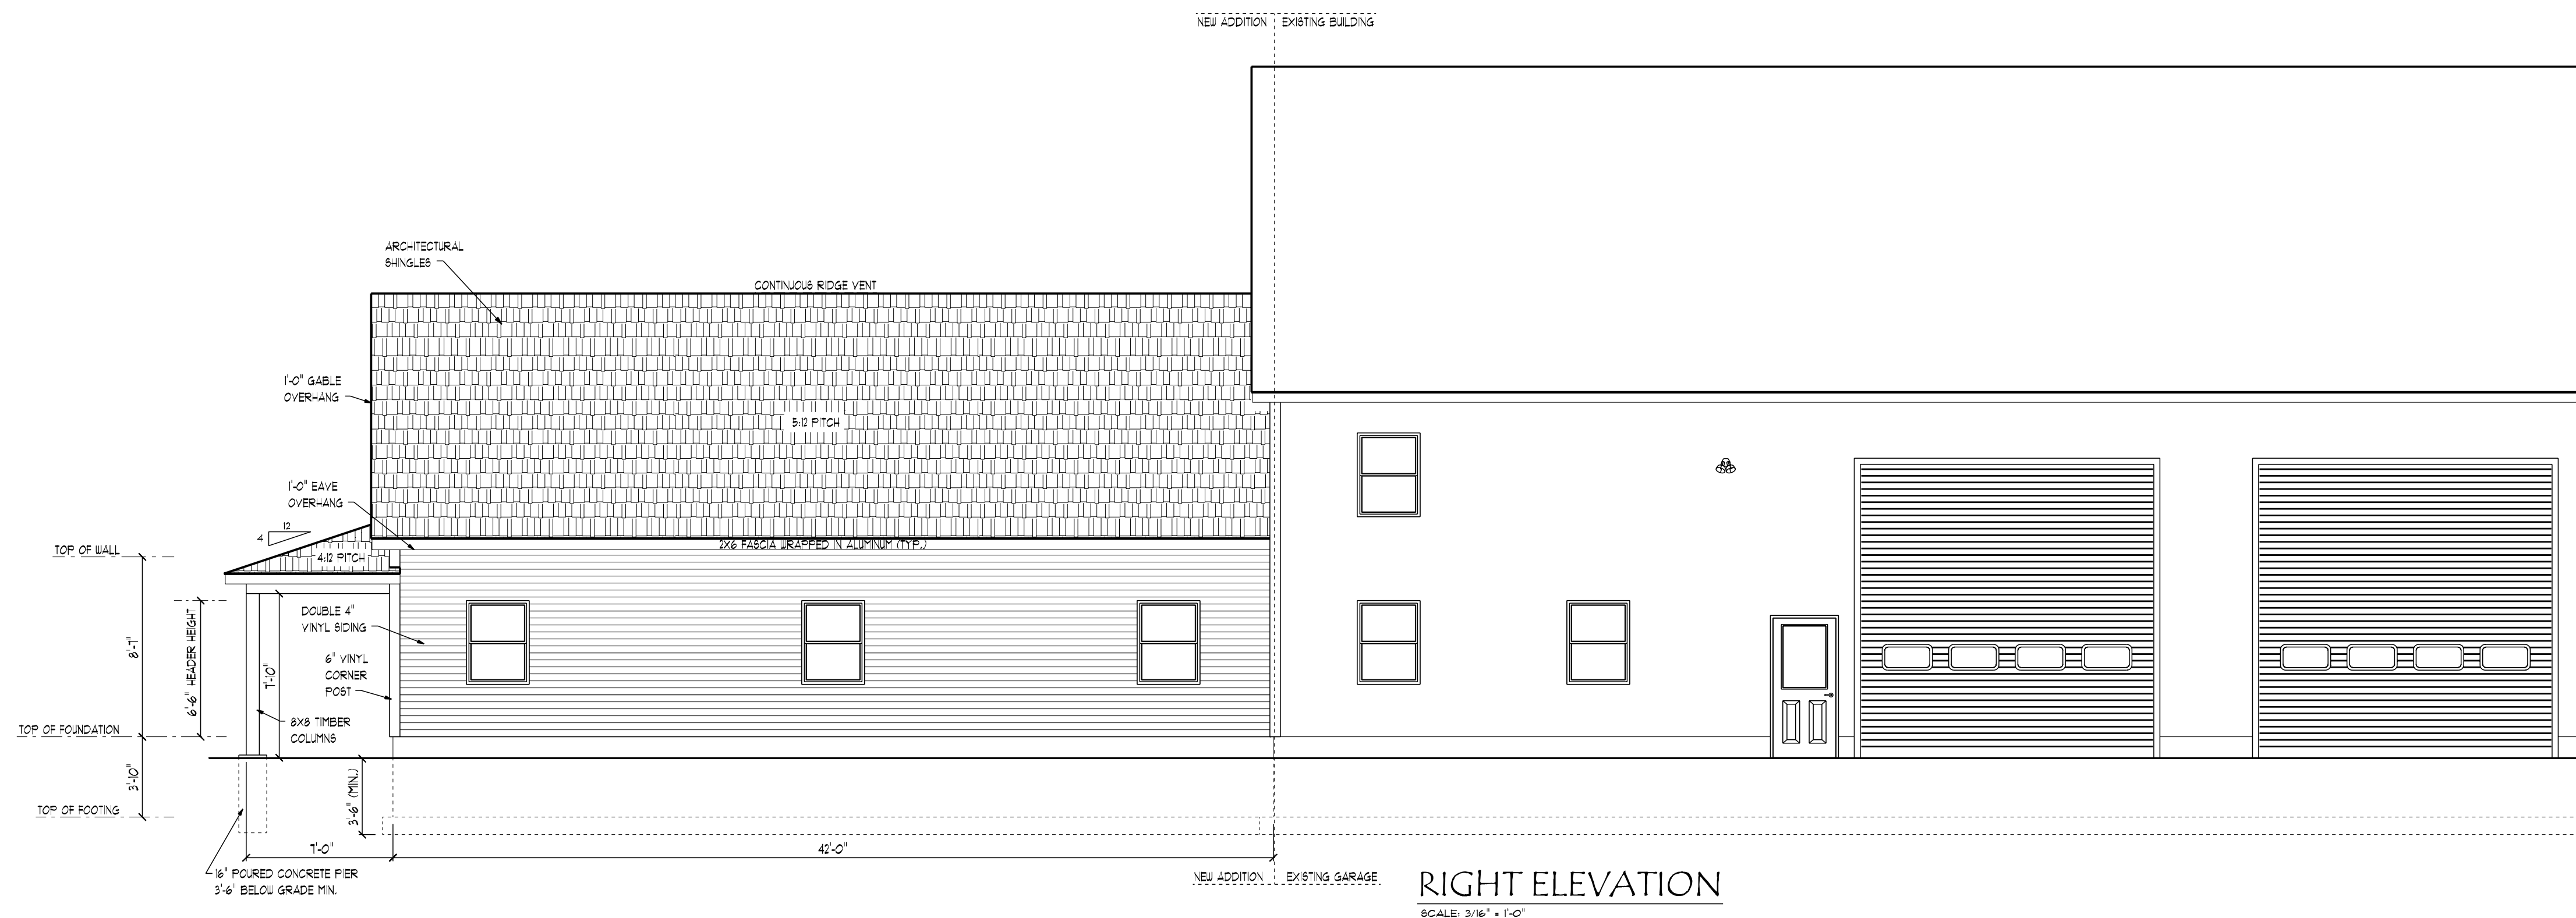 NEW ADDITION
EXISTING BUILDING
ARCHITECTURAL
SHINGLES
CONTINUOUS RIDGE VENT
1'-0" GABLE
OVERHANG
5:12 PITCH
1'-0" EAVE
OVERHANG
12
4
4:12 PITCH
2X6 FASCIA WRAPPED IN ALUMINUM (TYP.)
TOP OF WALL
DOUBLE 4"
VINYL SIDING
8'-7"
6'-6" HEADER HEIGHT
7'-10"
6" VINYL
CORNER
POST
8X8 TIMBER
COLUMNS
TOP OF FOUNDATION
3'-10"
3'-6" (MIN.)
TOP OF FOOTING
7'-0"
42'-0"
16" POURED CONCRETE PIER
3'-6" BELOW GRADE MIN.
NEW ADDITION
EXISTING GARAGE
RIGHT ELEVATION
SCALE: 3/16" = 1'-0"